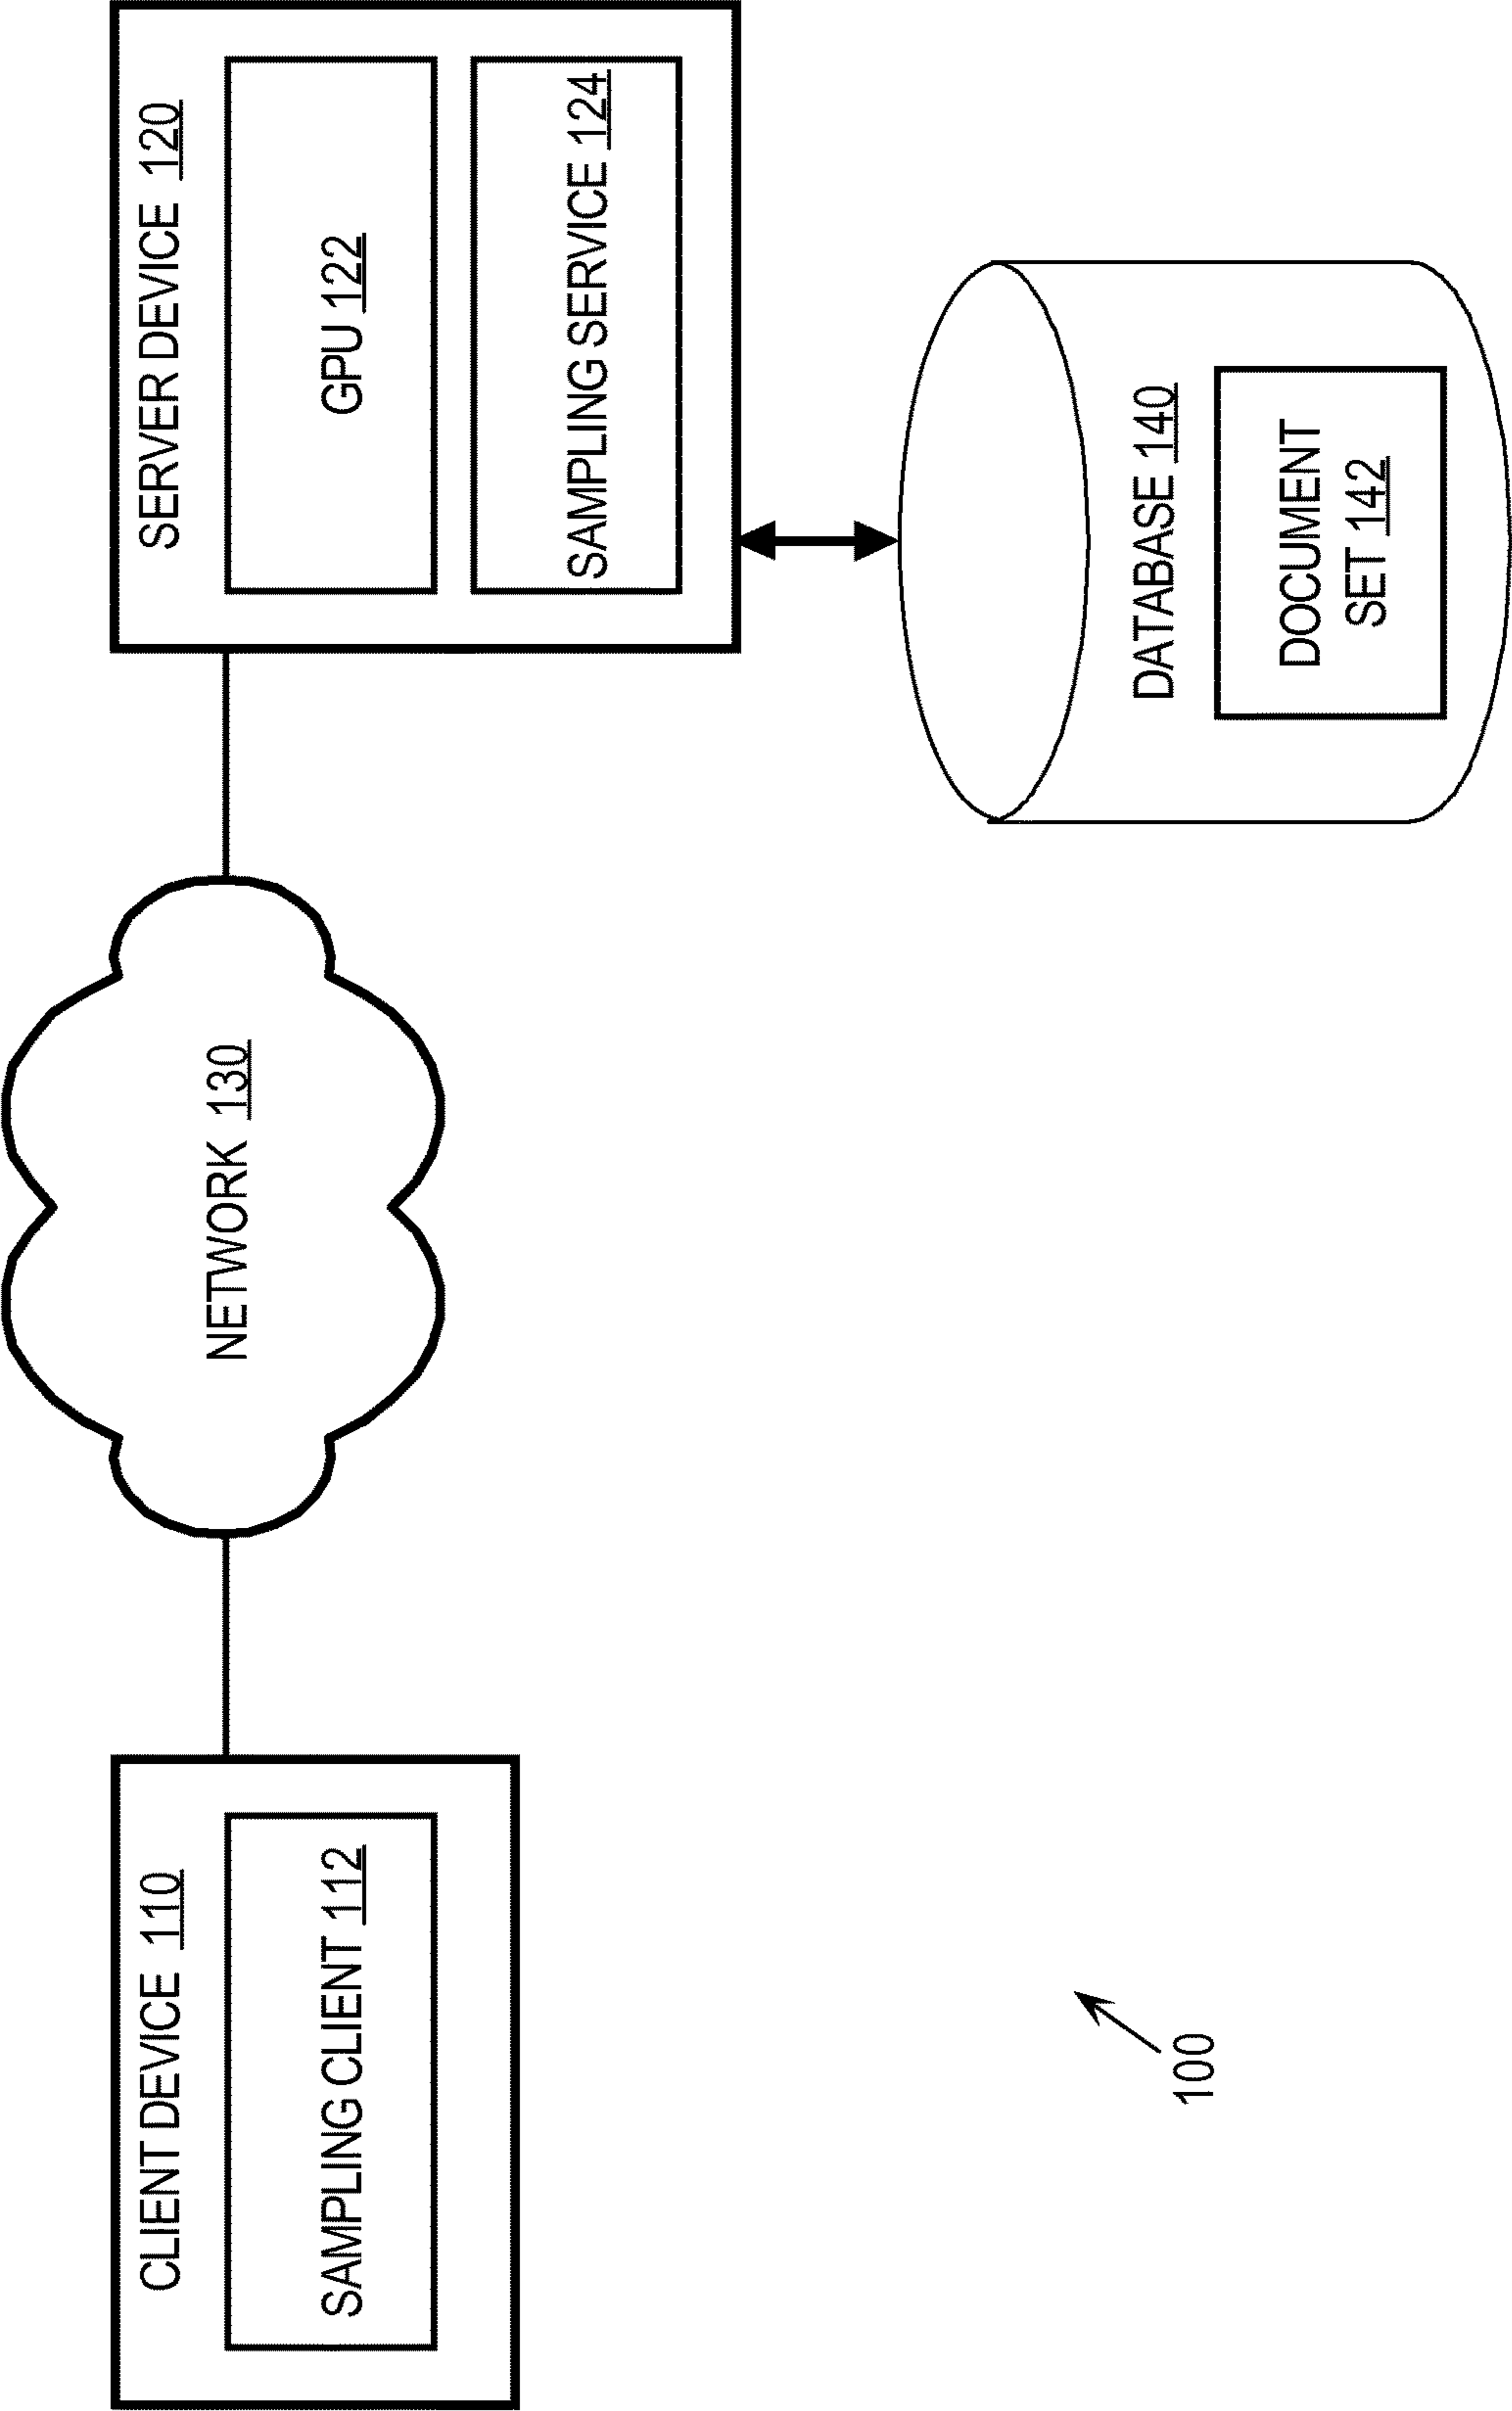 CLIENT DEVICE 110
SAMPLING CLIENT 112
NETWORK 130
SERVER DEVICE 120
GPU 122
SAMPLING SERVICE 124
DATABASE 140
DOCUMENT
SET 142
100